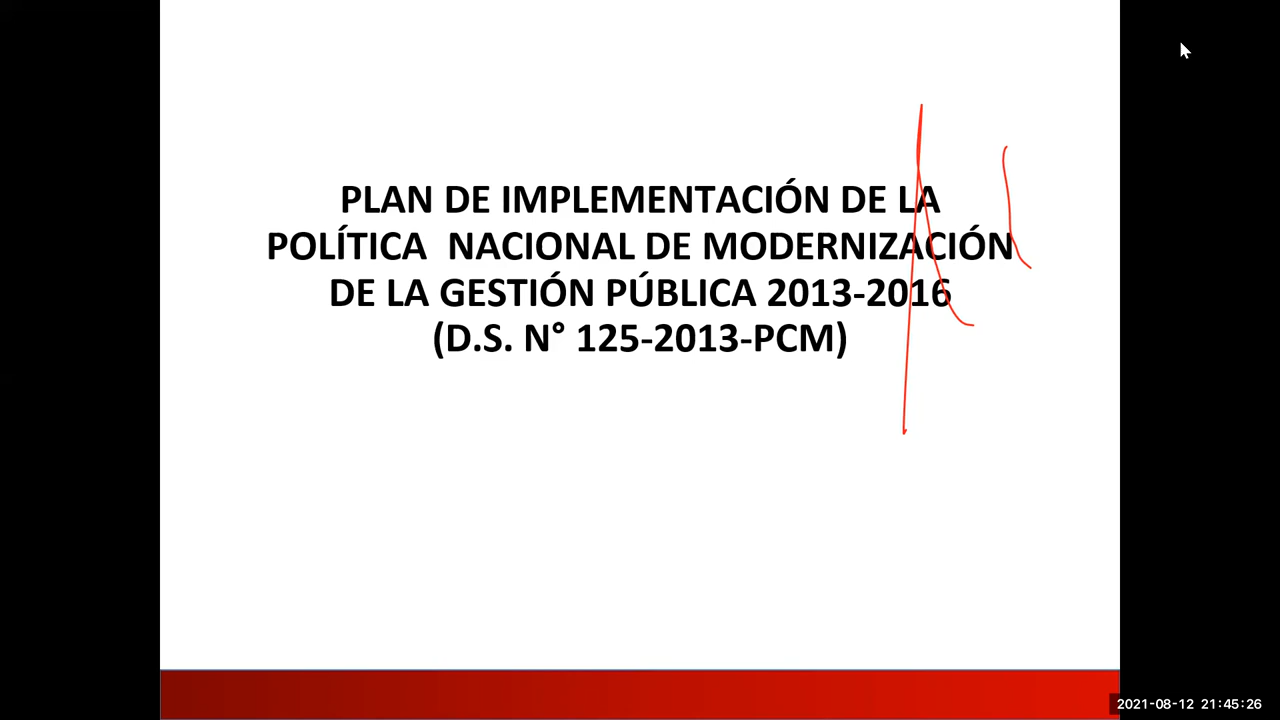 PLAN DE IMPLEMENTACIÓN DE LA
POLÍTICA NACIONAL DE MODERNIZACIÓN
DE LA GESTIÓN PÚBLICA 2013-2016
(D.S. N° 125-2013-PCM)
2021-08-12 21:45:26